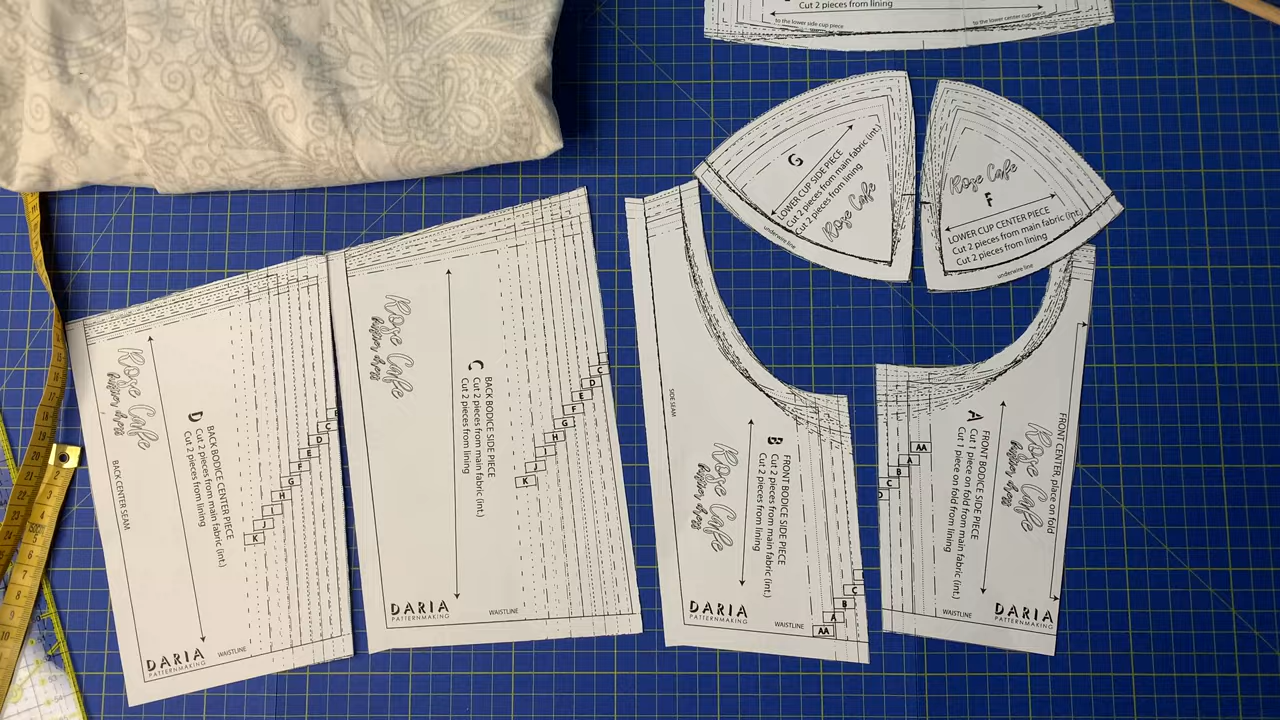 Cut 2 pieces from lining
to the lower side cup piece
to the lower center cup piece
G
LOWER CUP SIDE PIECE
Cut 2 pieces from main fabric (int.)
Cut 2 pieces from lining
Rose Cafe
underwire line
Rose Cafe
F
LOWER CUP CENTER PIECE
Cut 2 pieces from main fabric (int.)
Cut 2 pieces from lining
underwire line
Rose Cafe
D
BACK BODICE CENTER PIECE
Cut 2 pieces from main fabric (int.)
Cut 2 pieces from lining
BACK CENTER SEAM
C
D
E
F
G
H
I
J
K
DARIA
PATTERNMAKING
WAISTLINE
Rose Cafe
C
BACK BODICE SIDE PIECE
Cut 2 pieces from main fabric (int.)
Cut 2 pieces from lining
C
D
E
F
G
H
I
J
K
DARIA
PATTERNMAKING
WAISTLINE
SIDE SEAM
B
FRONT BODICE SIDE PIECE
Cut 2 pieces from main fabric (int.)
Cut 2 pieces from lining
Rose Cafe
C
B
A
AA
DARIA
PATTERNMAKING
WAISTLINE
AA
A
B
C
D
A
FRONT BODICE SIDE PIECE
Cut 1 piece on fold from main fabric (int.)
Cut 1 piece on fold from lining
Rose Cafe
FRONT CENTER, place on fold
WAISTLINE
DARIA
PATTERNMAKING